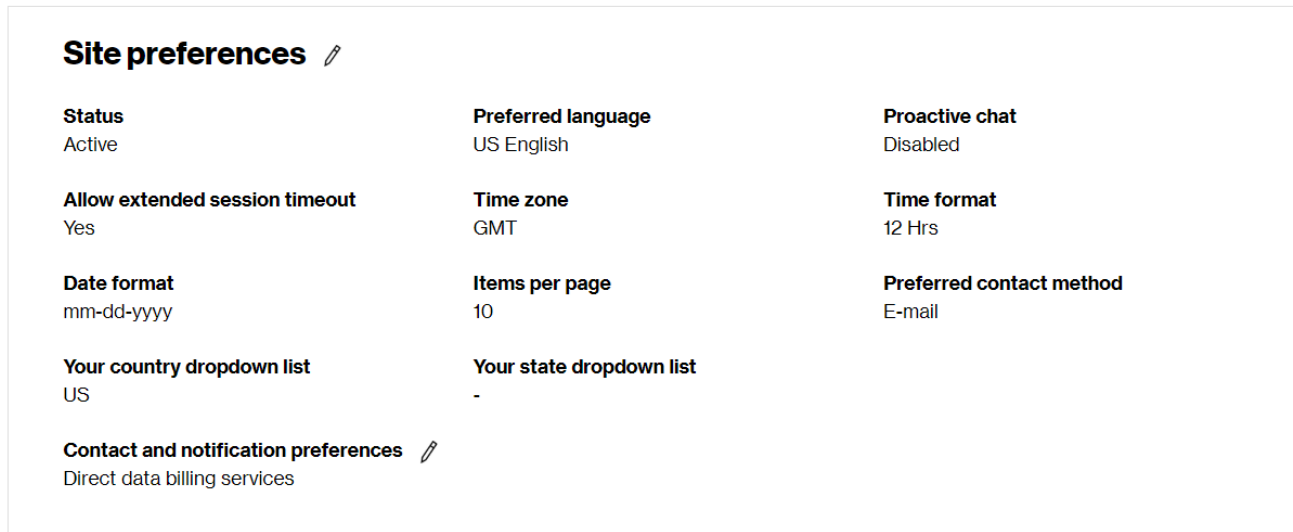 Site preferences
Status
Active
Preferred language
US English
Proactive chat
Disabled
Allow extended session timeout
Yes
Time zone
GMT
Time format
12 Hrs
Date format
mm-dd-yyyy
Items per page
10
Preferred contact method
E-mail
Your country dropdown list
US
Your state dropdown list
-
Contact and notification preferences
Direct data billing services